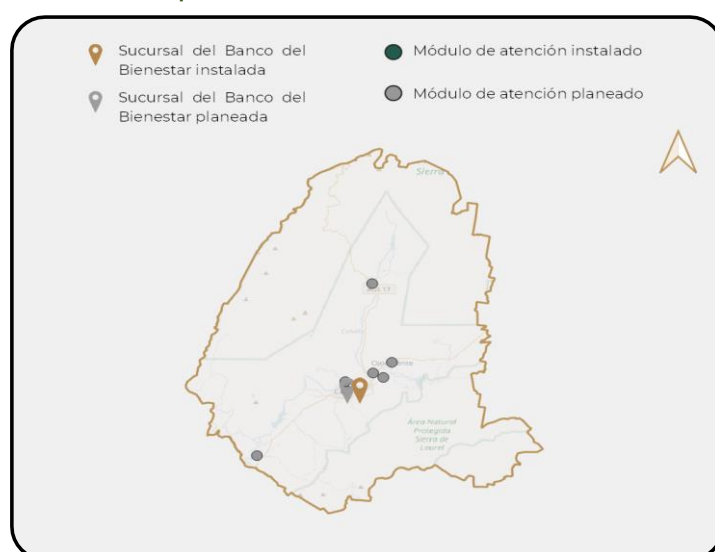 Sucursal del Banco del
Bienestar instalada
Sucursal del Banco del
Bienestar planeada
Módulo de atención instalado
Módulo de atención planeado
Sierra
Calvillo
Área Natural
Protegida
Sierra de
Laurel